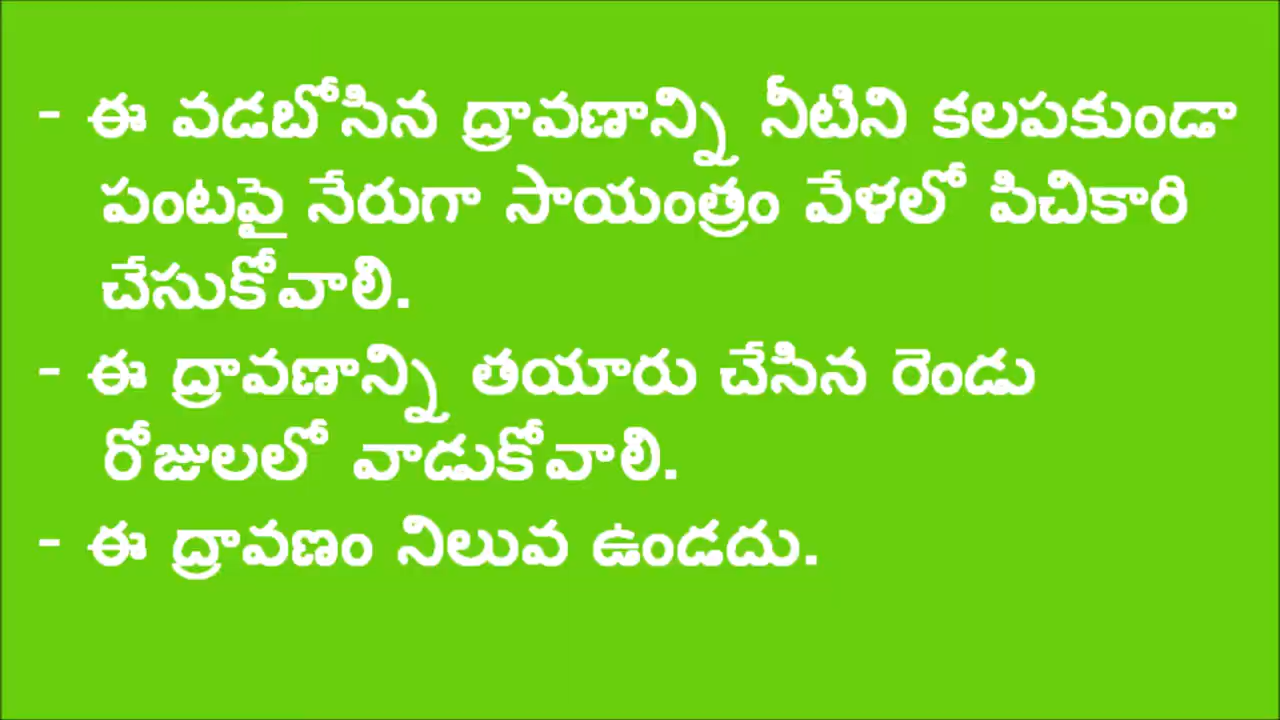 - ఈ వడబోసిన ద్రావణాన్ని నీటిని కలపకుండా
పంటపై నేరుగా సాయంత్రం వేళలో పిచికారి
చేసుకోవాలి.
- ఈ ద్రావణాన్ని తయారు చేసిన రెండు
రోజులలో వాడుకోవాలి.
- ఈ ద్రావణం నిలువ ఉండదు.